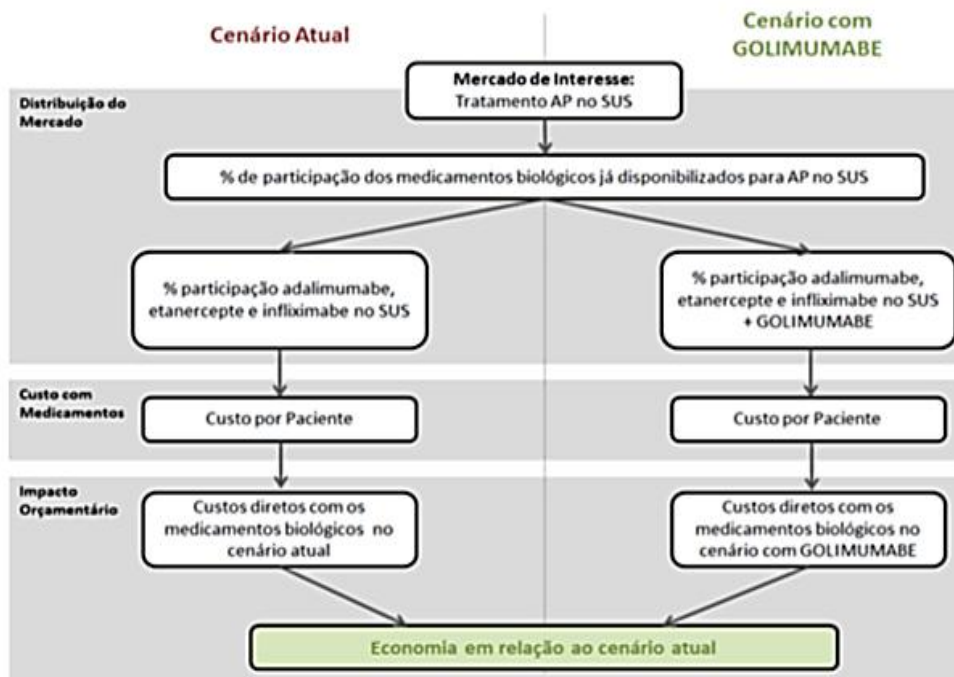 Cenário Atual
Cenário com
GOLIMUMABE
Mercado de Interesse:
Tratamento AP no SUS
Distribuição do
Mercado
% de participação dos medicamentos biológicos já disponibilizados para AP no SUS
% participação adalimumabe,
etanercepte e infliximabe no SUS
% participação adalimumabe,
etanercepte e infliximabe no SUS
+ GOLIMUMABE
Custo com
Medicamentos
Custo por Paciente
Custo por Paciente
Impacto
Orçamentário
Custos diretos com os
medicamentos biológicos no
cenário atual
Custos diretos com os
medicamentos biológicos no
cenário com GOLIMUMABE
Economia em relação ao cenário atual